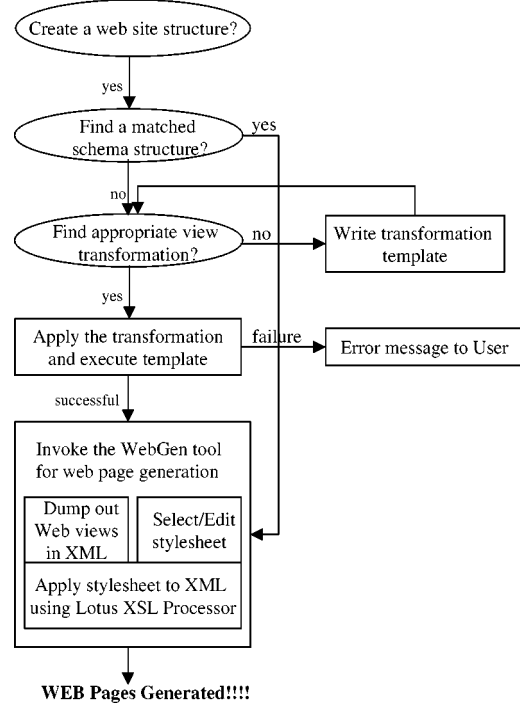 Create a web site structure?
yes
Find a matched
schema structure?
yes
no
Find appropriate view
transformation?
no
Write transformation
template
yes
Apply the transformation
and execute template
failure
Error message to User
successful
Invoke the WebGen tool
for web page generation
Dump out
Web views
in XML
Select/Edit
stylesheet
Apply stylesheet to XML
using Lotus XSL Processor
WEB Pages Generated!!!!